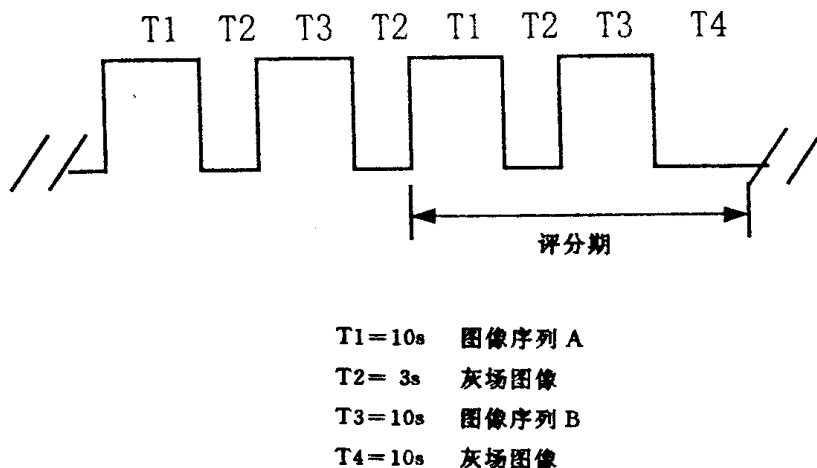 T1 T2 T3 T2 T1 T2 T3 T4
评分期
T1=10s 图像序列 A
T2= 3s 灰场图像
T3=10s 图像序列 B
T4=10s 灰场图像